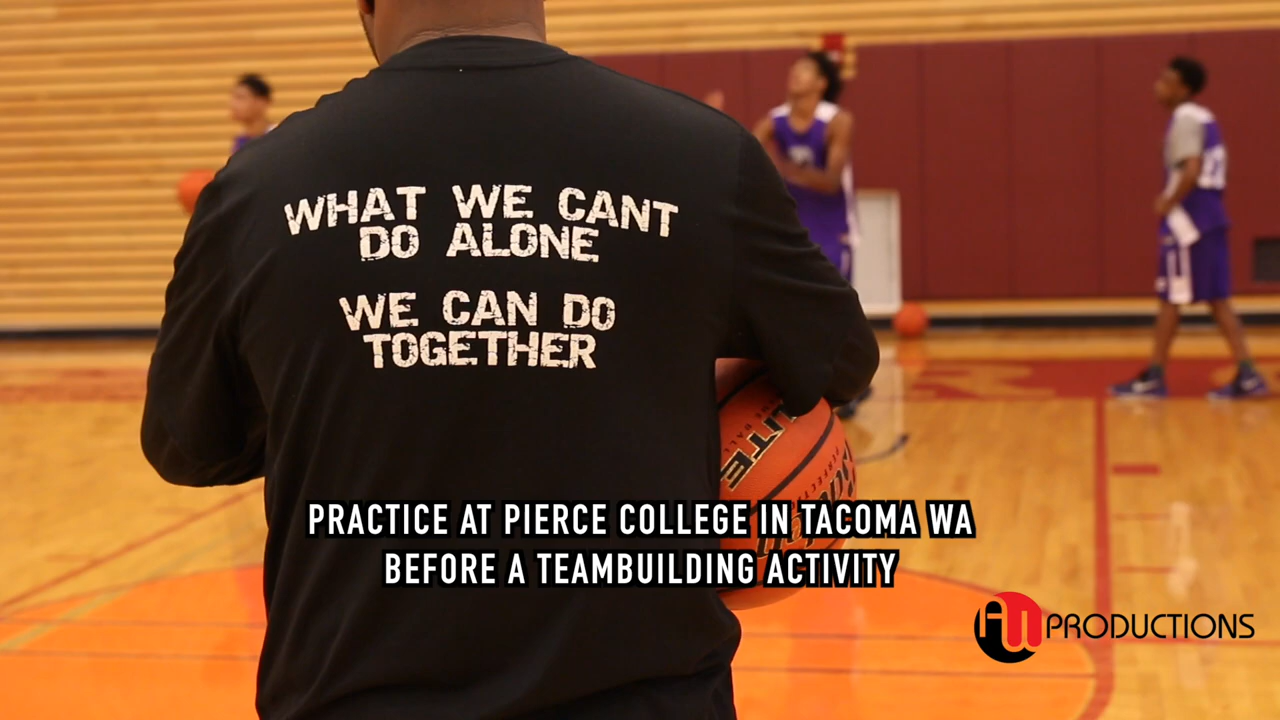 WHAT WE CANT
DO ALONE
WE CAN DO
TOGETHER
PRACTICE AT PIERCE COLLEGE IN TACOMA WA
BEFORE A TEAMBUILDING ACTIVITY
PRODUCTIONS